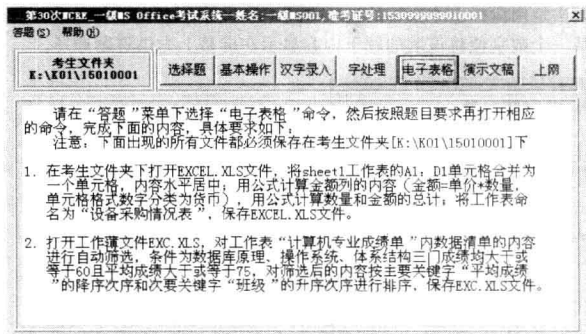 第30次NCRE_一级MS Office考试系统--姓名:一级MS001,准考证号:1530999999010001
答题(S) 帮助(H)
考生文件夹
K:\K01\15010001
选择题 基本操作 汉字录入 字处理 电子表格 演示文稿 上网
请在“答题”菜单下选择“电子表格”命令，然后按照题目要求再打开相应
的命令，完成下面的内容，具体要求如下：
注意：下面出现的所有文件都必须保存在考生文件夹[K:\K01\15010001]下
1. 在考生文件夹下打开EXCEL.XLS文件，将sheet1工作表的A1：D1单元格合并为
一个单元格，内容水平居中；用公式计算金额列的内容（金额=单价*数量，
单元格格式数字分类为货币），用公式计算数量和金额的总计；将工作表命
名为“设备采购情况表”，保存EXCEL.XLS文件。
2. 打开工作薄文件EXC.XLS，对工作表“计算机专业成绩单”内数据清单的内容
进行自动筛选，条件为数据库原理、操作系统、体系结构三门成绩均大于或
等于60且平均成绩大于或等于75，对筛选后的内容按主要关键字“平均成绩
”的降序次序和次要关键字“班级”的升序次序进行排序，保存EXC.XLS文件。